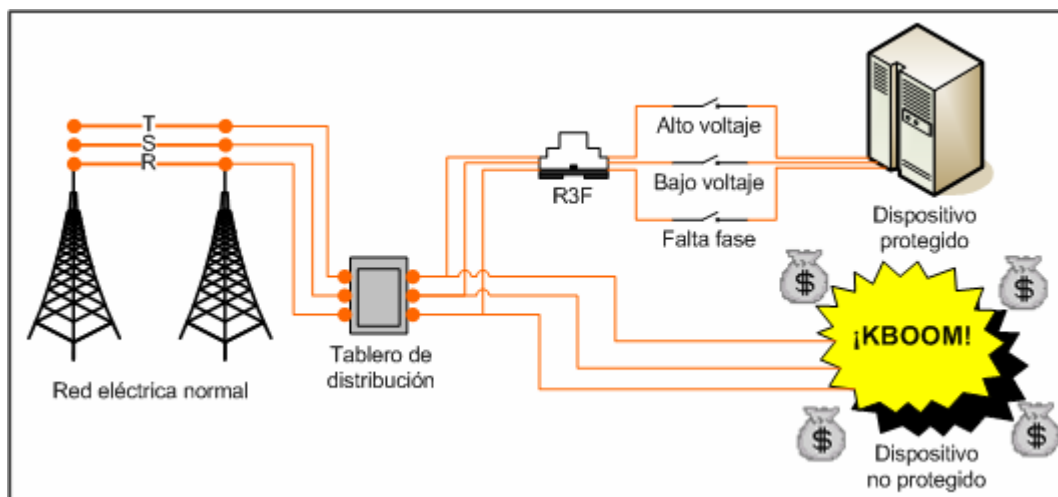 T
S
R
Red eléctrica normal
Tablero de
distribución
R3F
Alto voltaje
Bajo voltaje
Falta fase
Dispositivo
protegido
$
$
¡KBOOM!
$
$
Dispositivo
no protegido